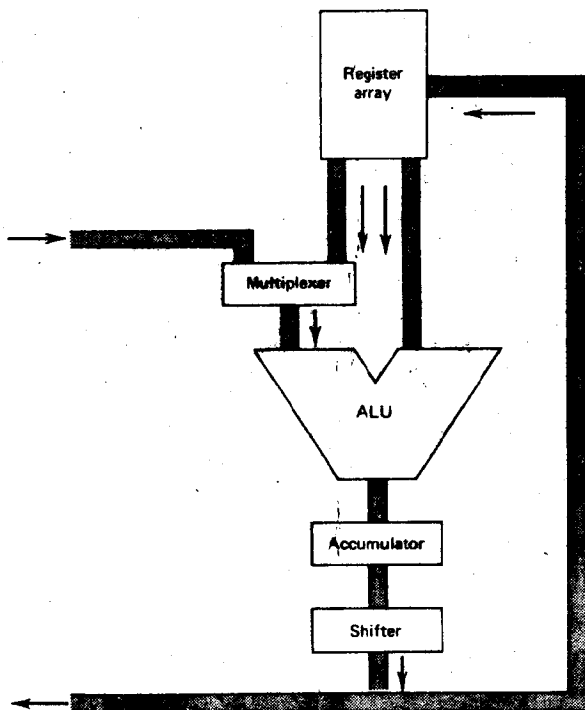 Register
array
Multiplexer
ALU
Accumulator
Shifter